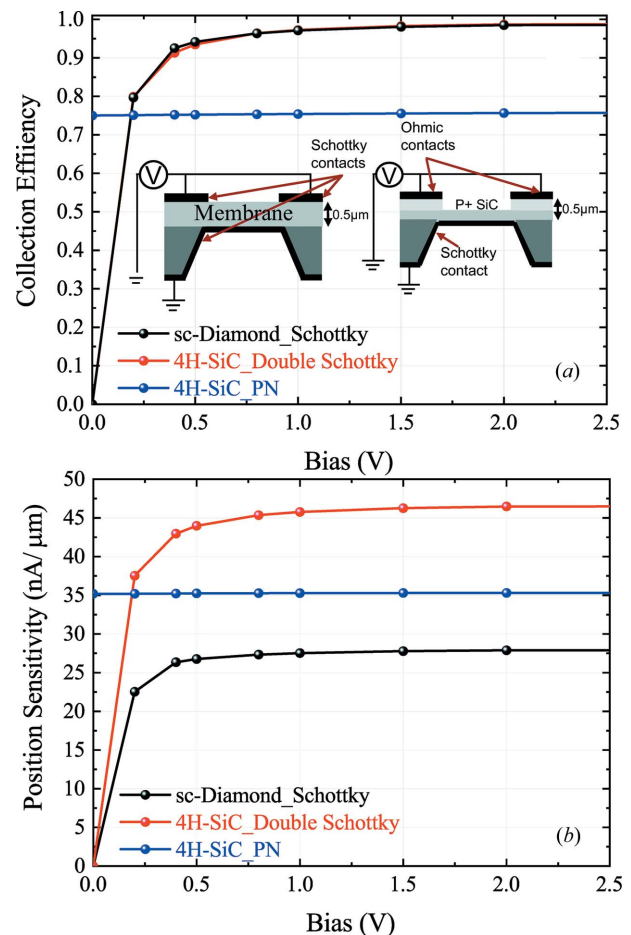 1.0
0.9
0.8
0.7
0.6
0.5
0.4
0.3
0.2
0.1
0.0
Collection Effiiency
V
Schottky
contacts
Membrane
0.5μm
V
Ohmic
contacts
P+ SiC
0.5μm
Schottky
contact
sc-Diamond_Schottky
4H-SiC_Double Schottky
4H-SiC_PN
(a)
0.0 0.5 1.0 1.5 2.0 2.5
Bias (V)
50
45
40
35
30
25
20
15
10
5
0
Position Sensitivity (nA/ μm)
sc-Diamond_Schottky
4H-SiC_Double Schottky
4H-SiC_PN
(b)
0.0 0.5 1.0 1.5 2.0 2.5
Bias (V)